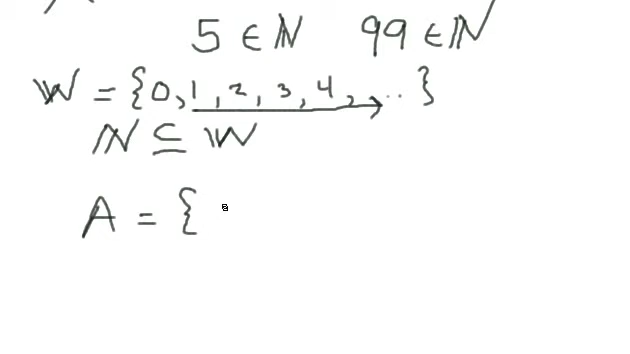 5 ∈ ℕ 99 ∈ ℕ
𝕎 = {0, 1, 2, 3, 4, ...}
ℕ ⊆ 𝕎
A = {